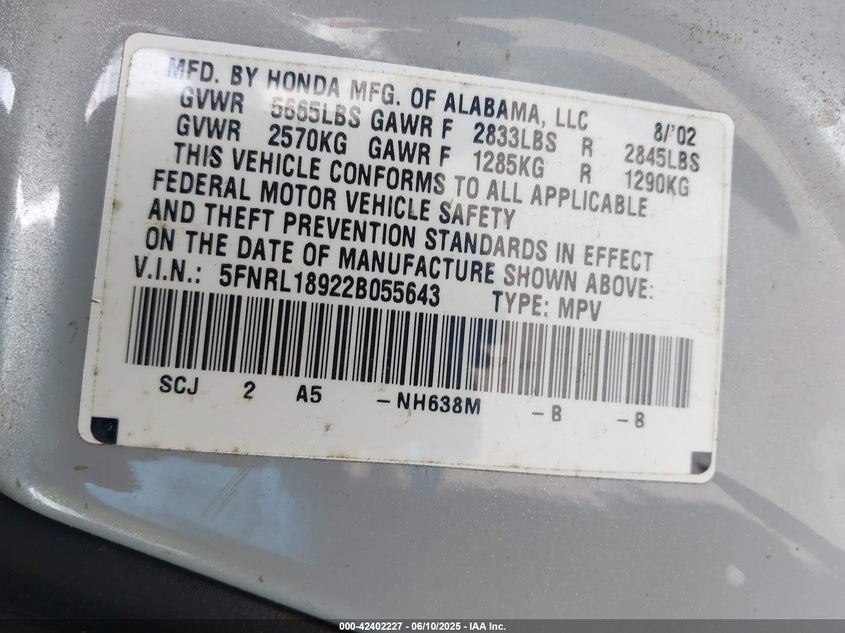 MFD. BY HONDA MFG. OF ALABAMA, LLC 8/'02
GVWR 5665LBS GAWR F 2833LBS R 2845LBS
GVWR 2570KG GAWR F 1285KG R 1290KG
THIS VEHICLE CONFORMS TO ALL APPLICABLE
FEDERAL MOTOR VEHICLE SAFETY
AND THEFT PREVENTION STANDARDS IN EFFECT
ON THE DATE OF MANUFACTURE SHOWN ABOVE:
V.I.N.: 5FNRL18922B055643 TYPE: MPV
SCJ 2 A5 -NH638M -B -B
000-42402227 - 06/10/2025 - IAA Inc.